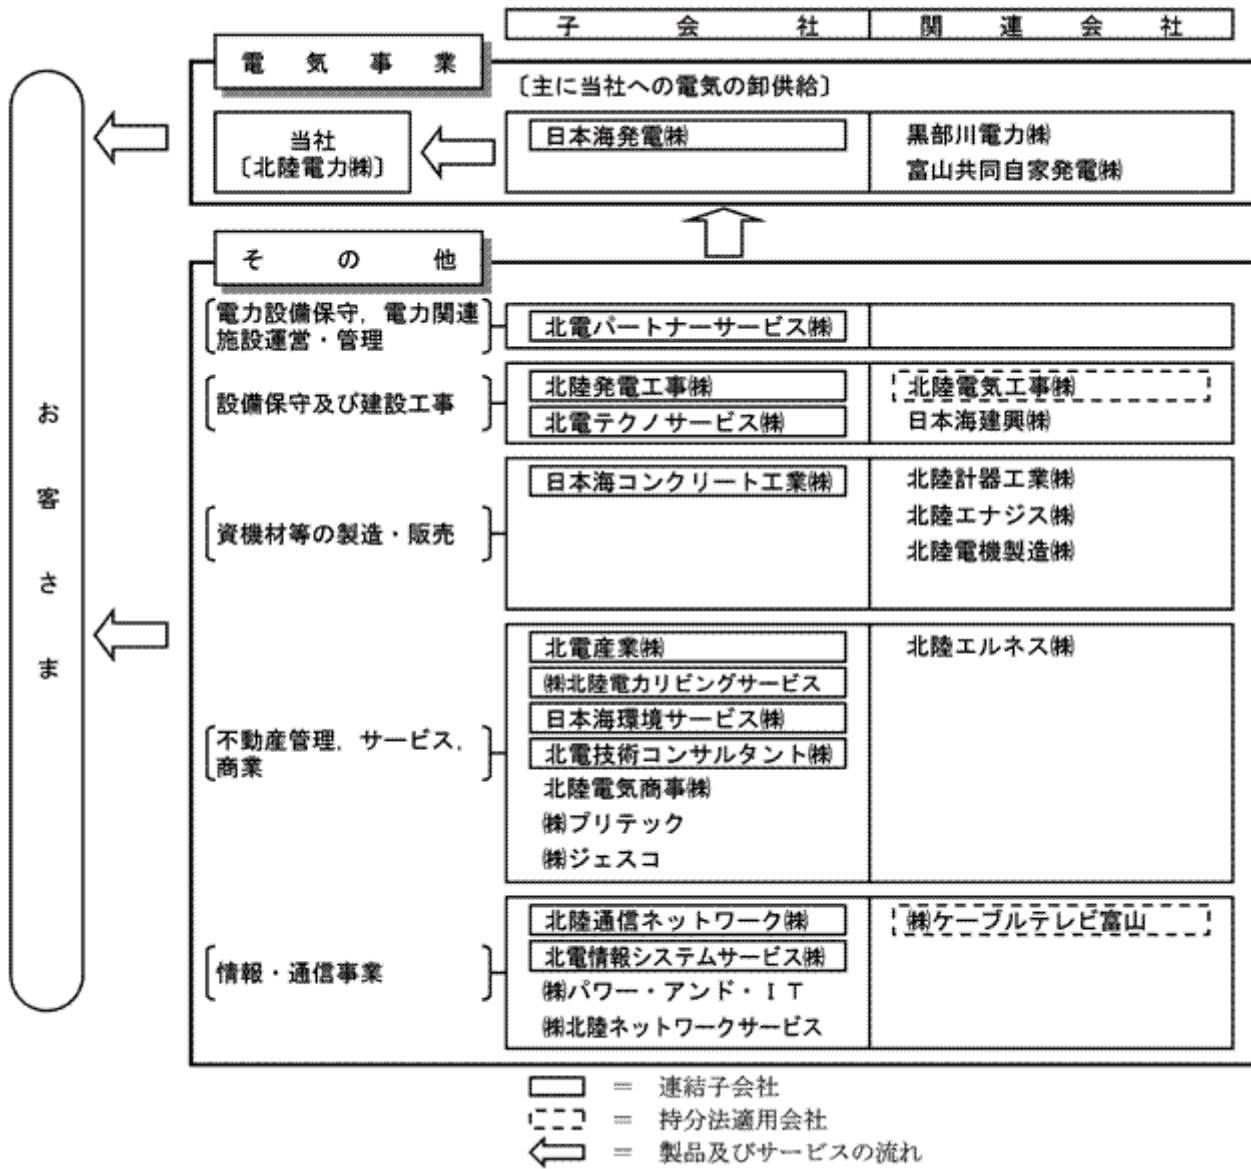 子会社 関連会社
電気事業
〔主に当社への電気の卸供給〕
当社
〔北陸電力㈱〕
日本海発電㈱
黒部川電力㈱
富山共同自家発電㈱
その他
電力設備保守，電力関連
施設運営・管理
北電パートナーサービス㈱
設備保守及び建設工事
北陸発電工事㈱
北電テクノサービス㈱
北陸電気工事㈱
日本海建興㈱
資機材等の製造・販売
日本海コンクリート工業㈱
北陸計器工業㈱
北陸エナジス㈱
北陸電機製造㈱
不動産管理，サービス，
商業
北電産業㈱
㈱北陸電力リビングサービス
日本海環境サービス㈱
北電技術コンサルタント㈱
北陸電気商事㈱
㈱プリテック
㈱ジェスコ
北陸エルネス㈱
情報・通信事業
北陸通信ネットワーク㈱
北電情報システムサービス㈱
㈱パワー・アンド・ＩＴ
㈱北陸ネットワークサービス
㈱ケーブルテレビ富山
お客さま
＝ 連結子会社
＝ 持分法適用会社
＝ 製品及びサービスの流れ